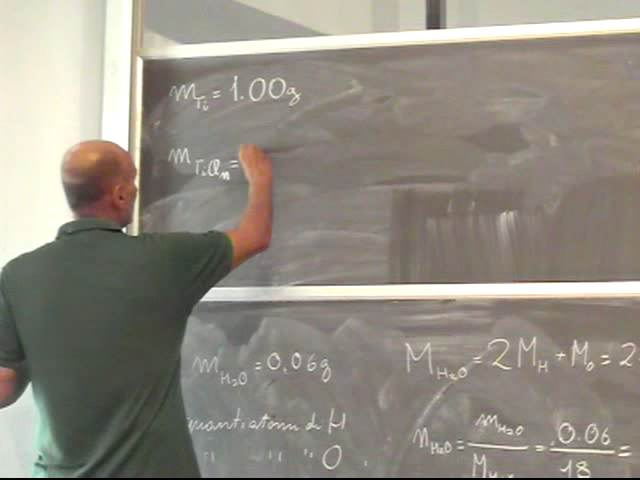 m_Ti = 1.00g
m_TiCln =
m_H2O = 0.06g
M_H2O = 2M_H + M_O = 2
quanti atomi di H
" " " O
n_H2O = m_H2O / M_H2O = 0.06 / 18 =